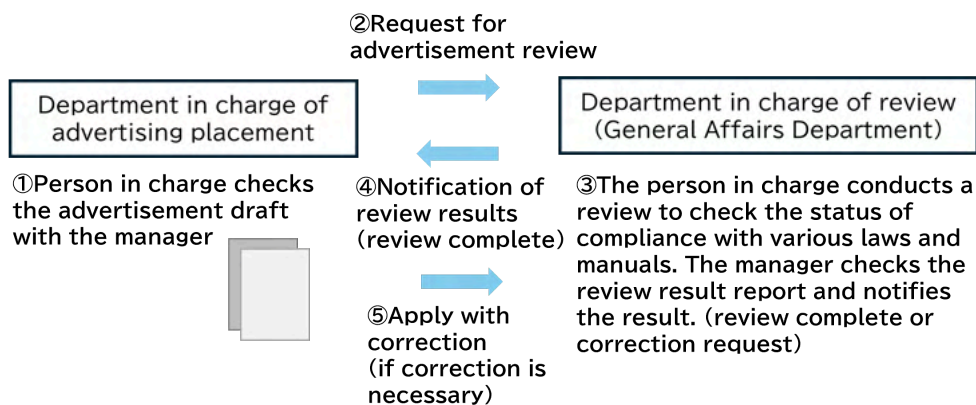 ②Request for
advertisement review
Department in charge of
advertising placement
Department in charge of review
(General Affairs Department)
①Person in charge checks
the advertisement draft
with the manager
④Notification of
review results
(review complete)
③The person in charge conducts a
review to check the status of
compliance with various laws and
manuals. The manager checks the
review result report and notifies
the result. (review complete or
correction request)
⑤Apply with
correction
(if correction is
necessary)